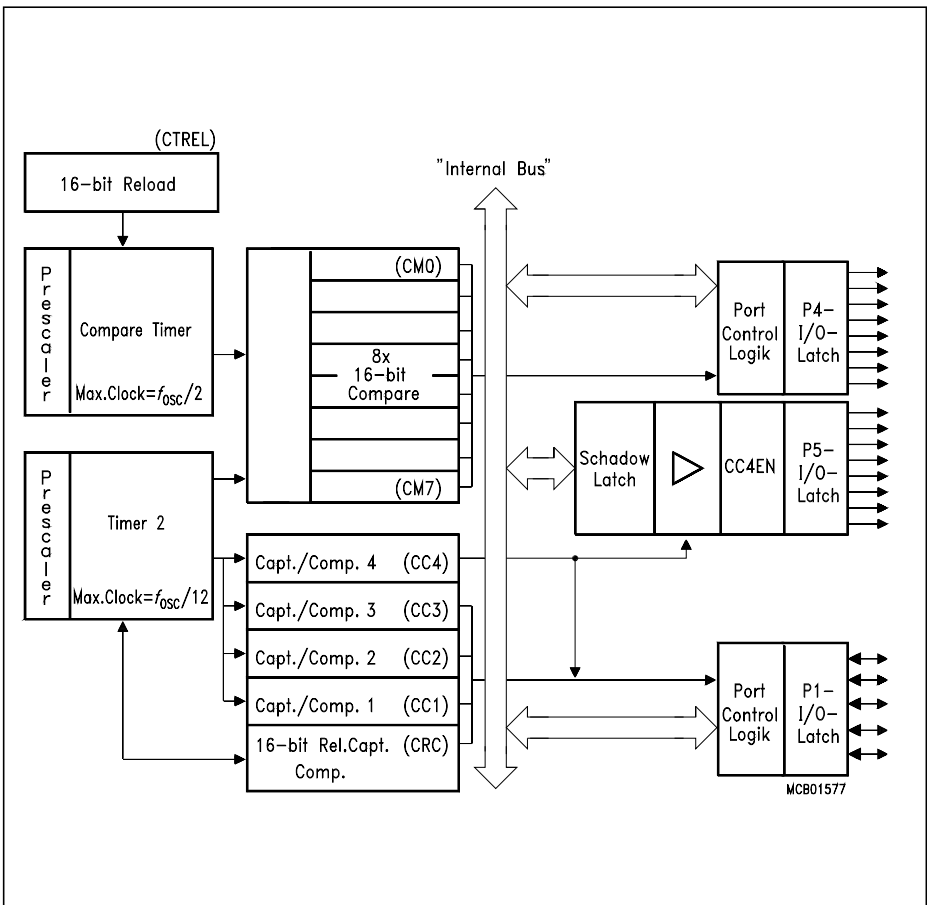 (CTREL)
16-bit Reload
"Internal Bus"
Prescaler
Compare Timer
Max.Clock=fOSC/2
(CM0)
8x
16-bit
Compare
(CM7)
Port
Control
Logik
P4-
I/O-
Latch
Schadow
Latch
CC4EN
P5-
I/O-
Latch
Prescaler
Timer 2
Max.Clock=fOSC/12
Capt./Comp. 4 (CC4)
Capt./Comp. 3 (CC3)
Capt./Comp. 2 (CC2)
Capt./Comp. 1 (CC1)
16-bit Rel.Capt. (CRC)
Comp.
Port
Control
Logik
P1-
I/O-
Latch
MCB01577